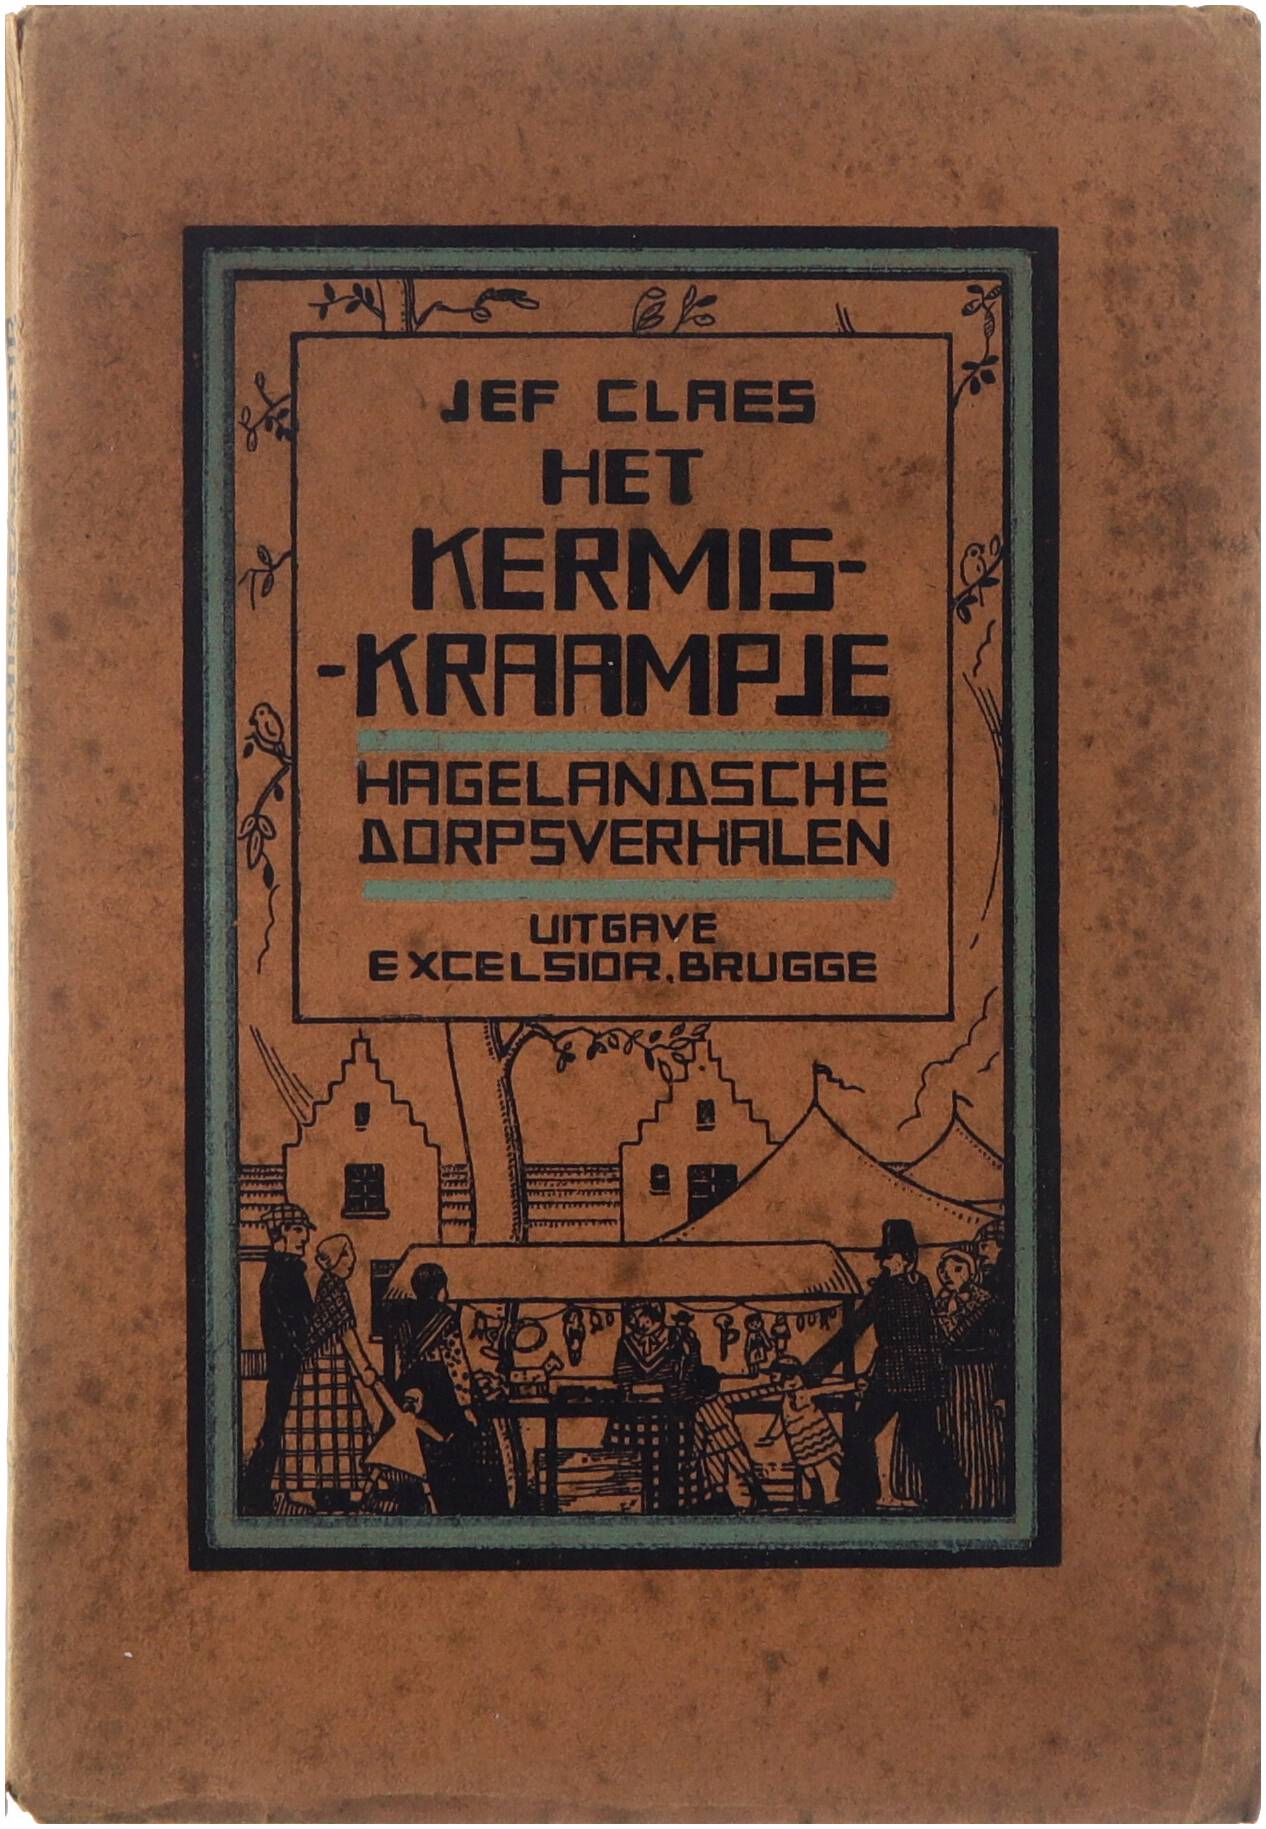 JEF CLAES
HET
KERMIS-
-KRAAMPJE
HAGELANDSCHE
DORPSVERHALEN
UITGAVE
EXCELSIOR. BRUGGE